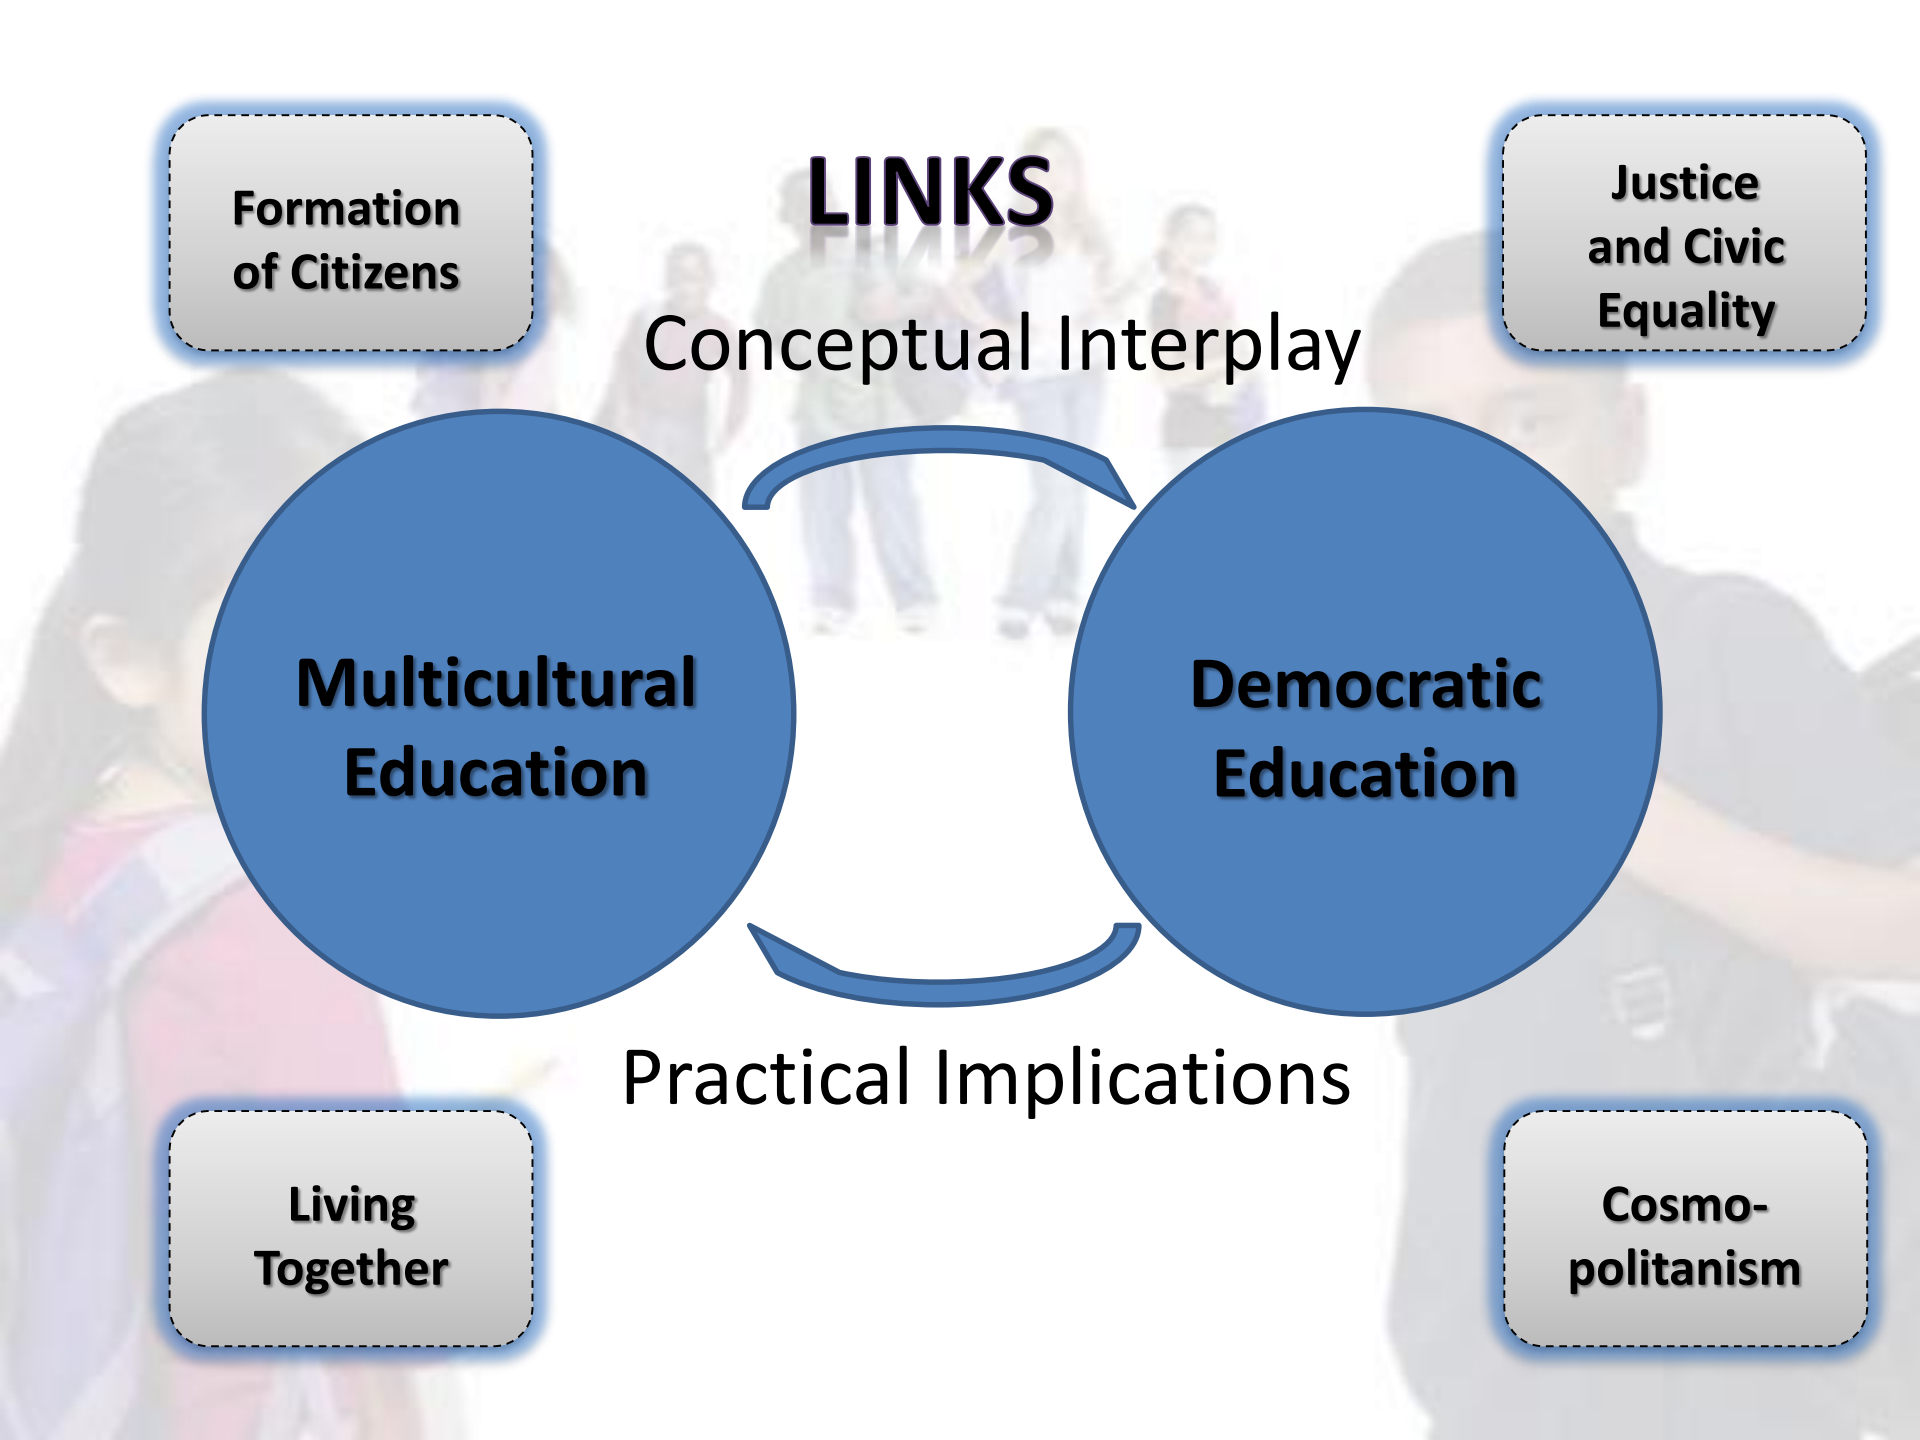 LINKS
Formation
of Citizens
Justice
and Civic
Equality
Conceptual Interplay
Multicultural
Education
Democratic
Education
Practical Implications
Living
Together
Cosmo-
politanism